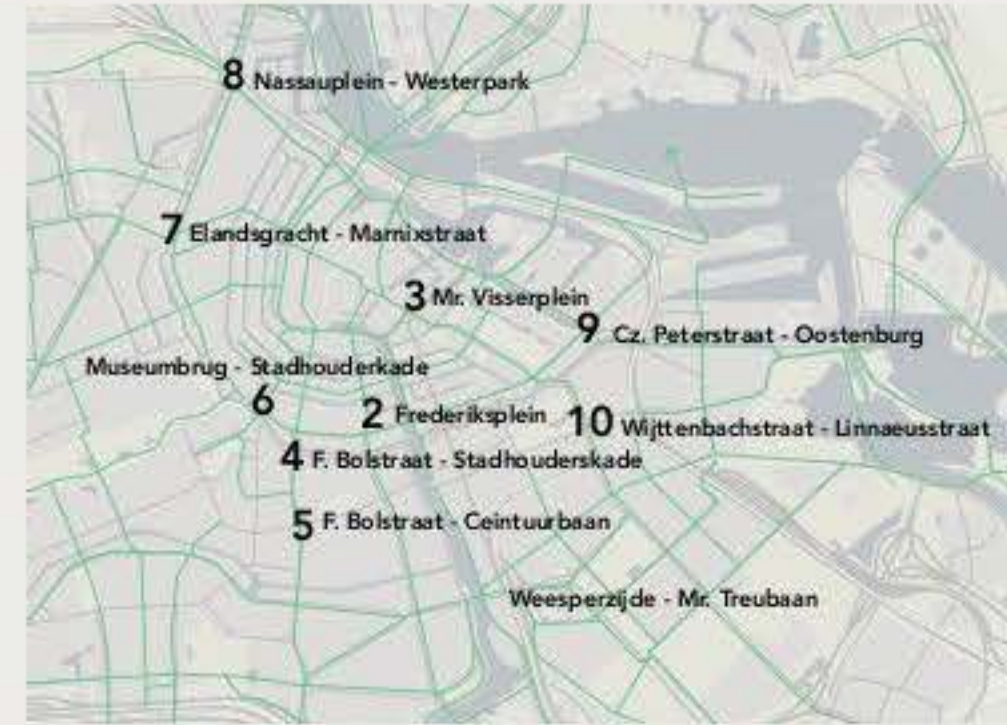 8 Nassauplein - Westerpark
7 Elandsgracht - Marnixstraat
3 Mr. Visserplein
9 Cz. Peterstraat - Oostenburg
Museumbrug - Stadhouderkade
6
2 Frederiksplein
10 Wijttenbachstraat - Linnaeusstraat
4 F. Bolstraat - Stadhouderskade
5 F. Bolstraat - Ceintuurbaan
Weesperzijde - Mr. Treubaan